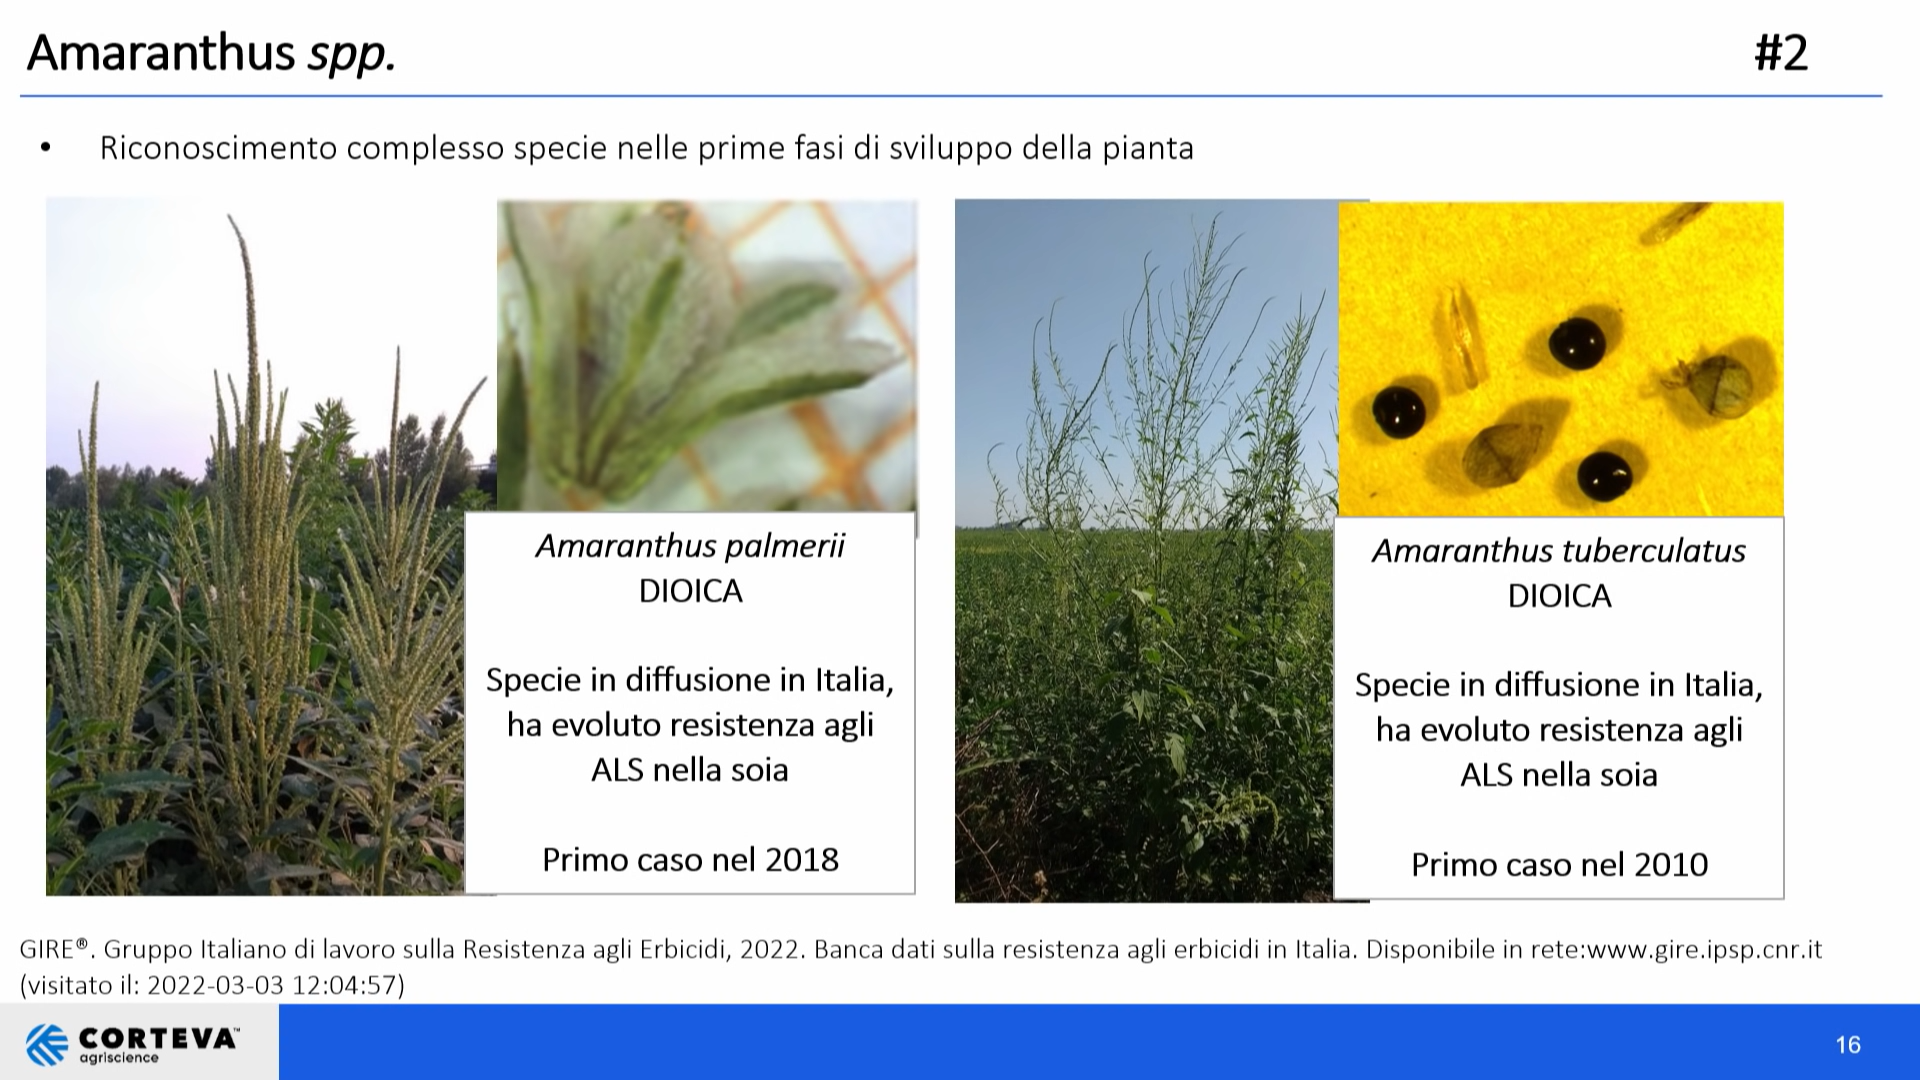 Amaranthus spp.
#2
• Riconoscimento complesso specie nelle prime fasi di sviluppo della pianta
Amaranthus palmerii
DIOICA
Specie in diffusione in Italia,
ha evoluto resistenza agli
ALS nella soia
Primo caso nel 2018
Amaranthus tuberculatus
DIOICA
Specie in diffusione in Italia,
ha evoluto resistenza agli
ALS nella soia
Primo caso nel 2010
GIRE®. Gruppo Italiano di lavoro sulla Resistenza agli Erbicidi, 2022. Banca dati sulla resistenza agli erbicidi in Italia. Disponibile in rete:www.gire.ipsp.cnr.it
(visitato il: 2022-03-03 12:04:57)
CORTEVA™
agriscience
16